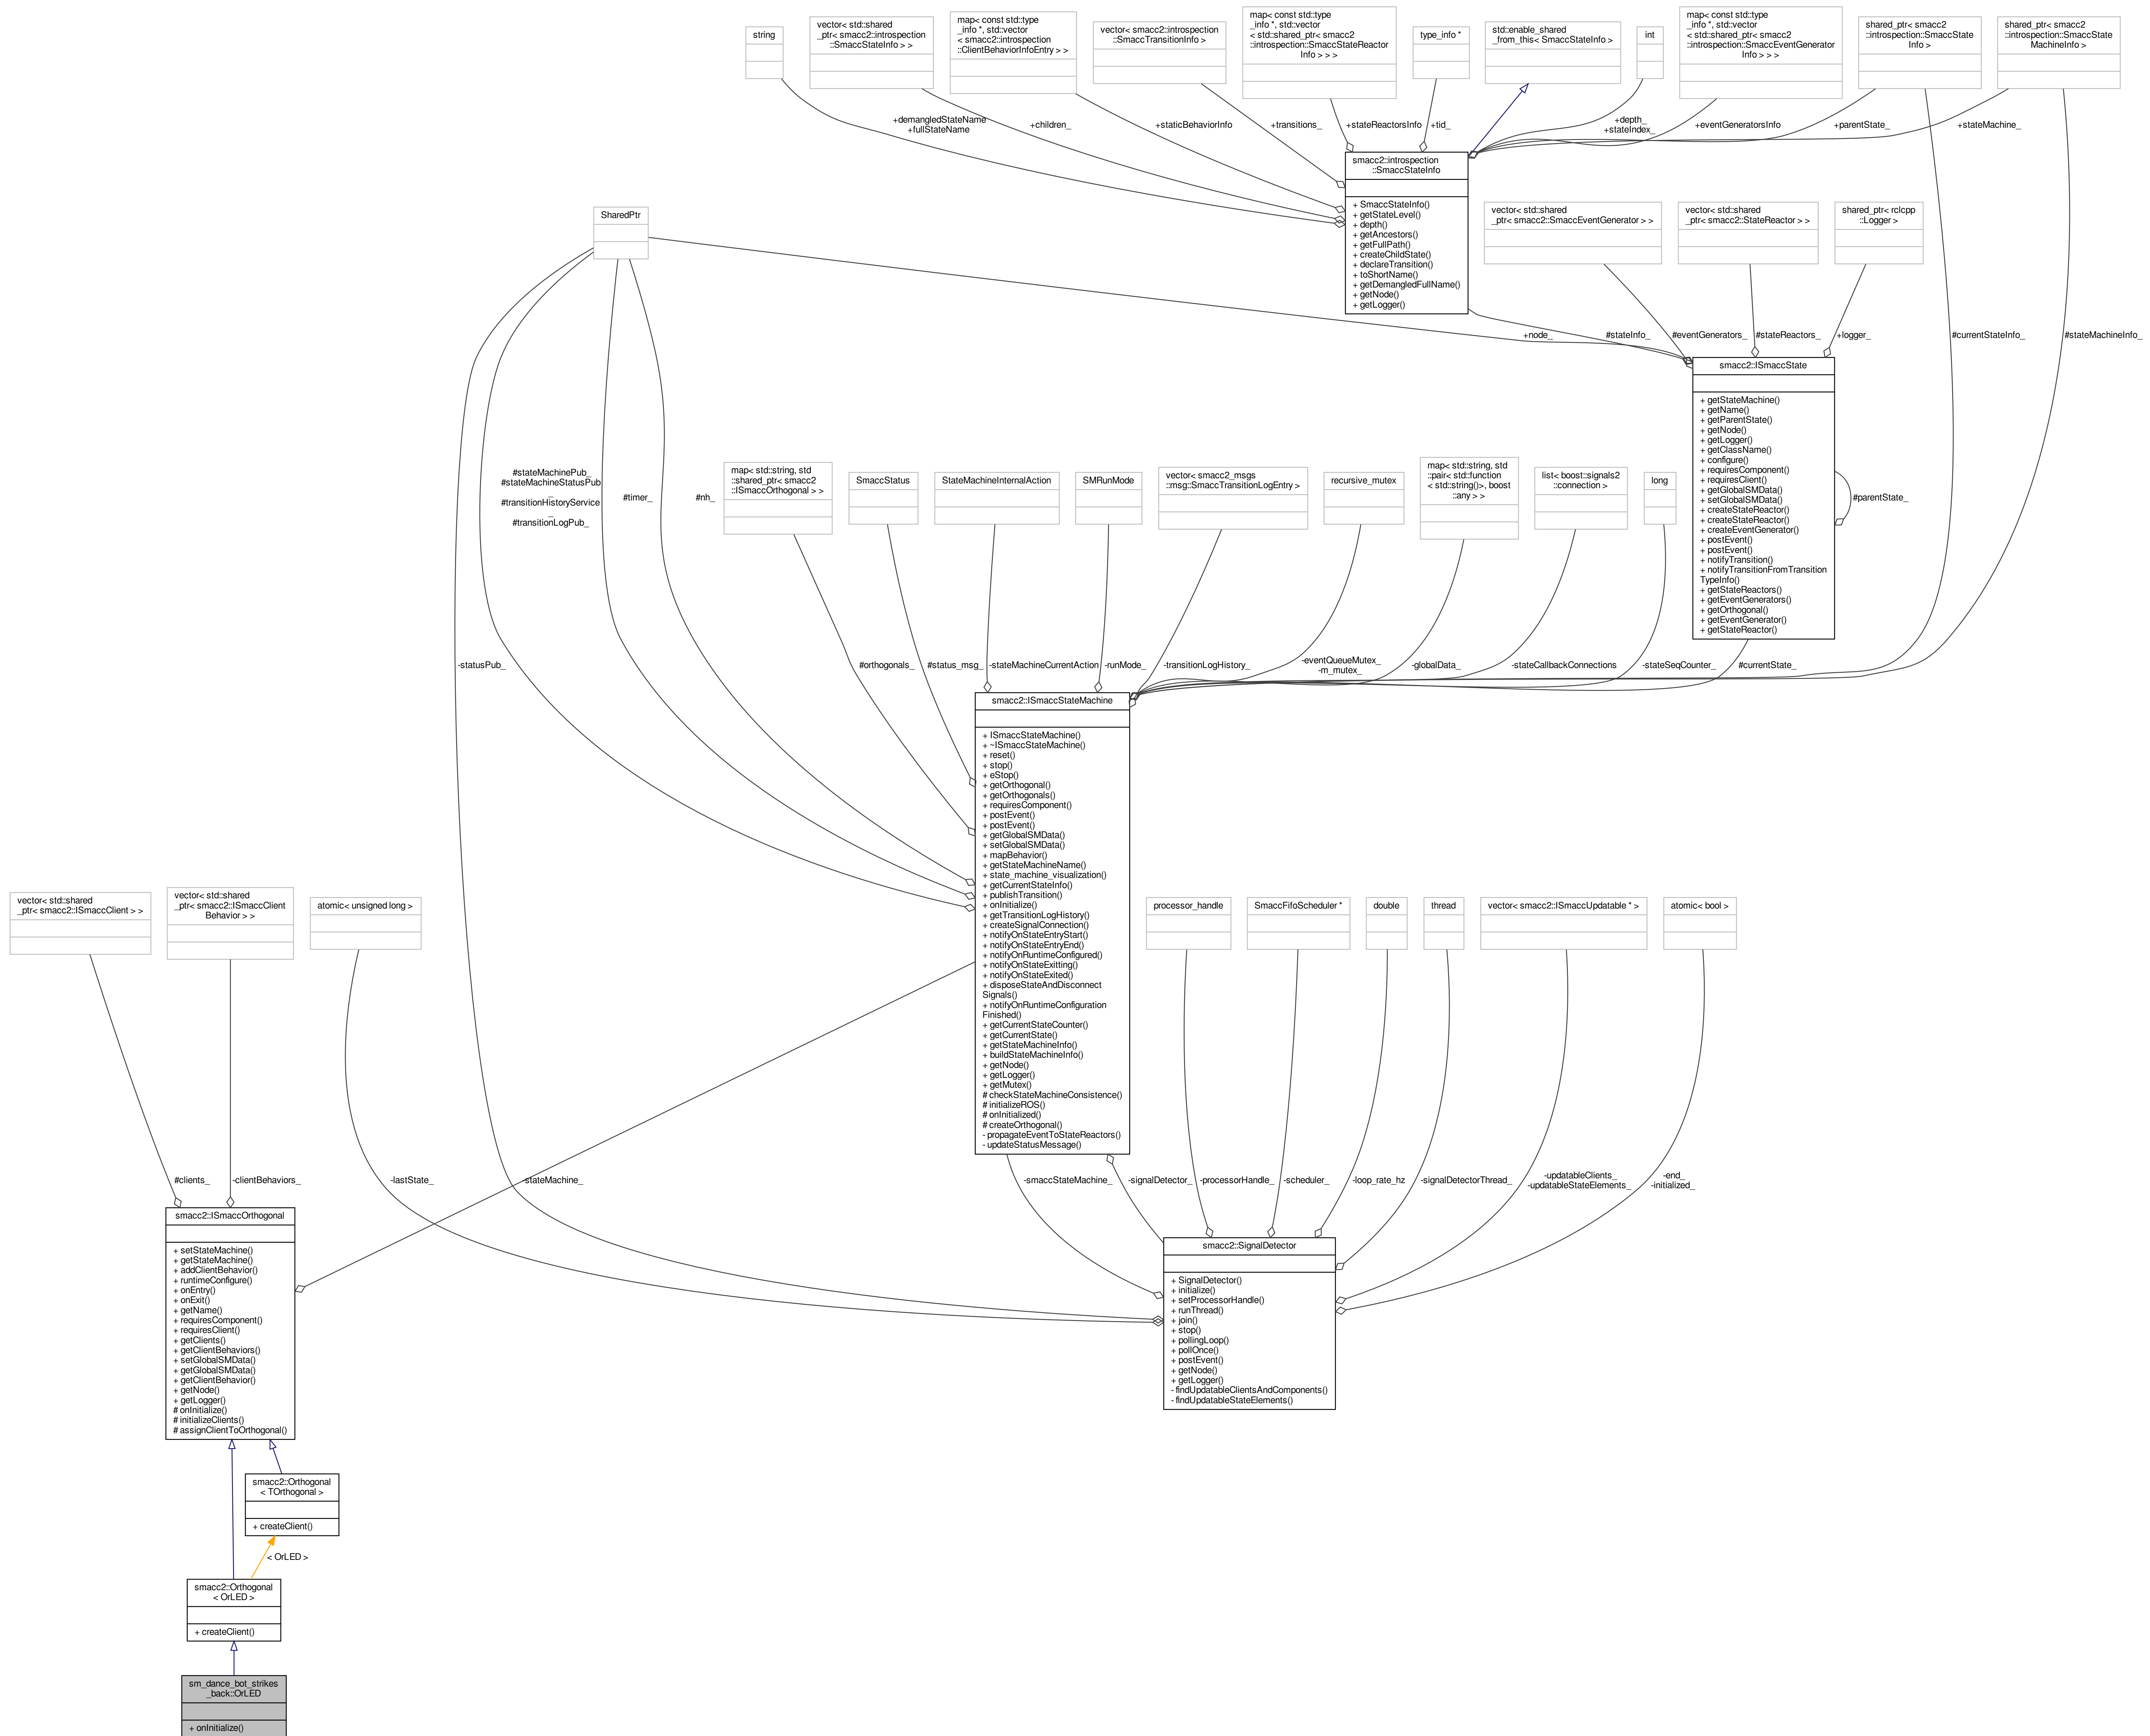 string
vector< std::shared
_ptr< smacc2::introspection
::SmaccStateInfo > >
map< const std::type
_info *, std::vector
< smacc2::introspection
::ClientBehaviorInfoEntry > >
vector< smacc2::introspection
::SmaccTransitionInfo >
map< const std::type
_info *, std::vector
< std::shared_ptr< smacc2
::introspection::SmaccStateReactor
Info > > >
type_info *
std::enable_shared
_from_this< SmaccStateInfo >
int
map< const std::type
_info *, std::vector
< std::shared_ptr< smacc2
::introspection::SmaccEventGenerator
Info > > >
shared_ptr< smacc2
::introspection::SmaccState
Info >
shared_ptr< smacc2
::introspection::SmaccState
MachineInfo >
+demangledStateName
+fullStateName
+children_
+staticBehaviorInfo
+transitions_
+stateReactorsInfo
+tid_
+depth_
+stateIndex_
+eventGeneratorsInfo
+parentState_
+stateMachine_
smacc2::introspection
::SmaccStateInfo
+ SmaccStateInfo()
+ getStateLevel()
+ depth()
+ getAncestors()
+ getFullPath()
+ createChildState()
+ declareTransition()
+ toShortName()
+ getDemangledFullName()
+ getNode()
+ getLogger()
SharedPtr
vector< std::shared
_ptr< smacc2::SmaccEventGenerator > >
vector< std::shared
_ptr< smacc2::StateReactor > >
shared_ptr< rclcpp
::Logger >
+node_
#stateInfo_
#eventGenerators_
#stateReactors_
+logger_
#currentStateInfo_
#stateMachineInfo_
smacc2::ISmaccState
+ getStateMachine()
+ getName()
+ getParentState()
+ getNode()
+ getLogger()
+ getClassName()
+ configure()
+ requiresComponent()
+ requiresClient()
+ getGlobalSMData()
+ setGlobalSMData()
+ createStateReactor()
+ createStateReactor()
+ createEventGenerator()
+ postEvent()
+ postEvent()
+ notifyTransition()
+ notifyTransitionFromTransition
TypeInfo()
+ getStateReactors()
+ getEventGenerators()
+ getOrthogonal()
+ getEventGenerator()
+ getStateReactor()
#parentState_
#stateMachinePub_
#stateMachineStatusPub
_
#transitionHistoryService
_
#transitionLogPub_
#timer_
#nh_
map< std::string, std
::shared_ptr< smacc2
::ISmaccOrthogonal > >
SmaccStatus
StateMachineInternalAction
SMRunMode
vector< smacc2_msgs
::msg::SmaccTransitionLogEntry >
recursive_mutex
map< std::string, std
::pair< std::function
< std::string()>, boost
::any > >
list< boost::signals2
::connection >
long
-statusPub_
#orthogonals_
#status_msg_
-stateMachineCurrentAction
-runMode_
-transitionLogHistory_
-eventQueueMutex_
-m_mutex_
-globalData_
-stateCallbackConnections
-stateSeqCounter_
#currentState_
smacc2::ISmaccStateMachine
+ ISmaccStateMachine()
+ ~ISmaccStateMachine()
+ reset()
+ stop()
+ eStop()
+ getOrthogonal()
+ getOrthogonals()
+ requiresComponent()
+ postEvent()
+ postEvent()
+ getGlobalSMData()
+ setGlobalSMData()
+ mapBehavior()
+ getStateMachineName()
+ state_machine_visualization()
+ getCurrentStateInfo()
+ publishTransition()
+ onInitialize()
+ getTransitionLogHistory()
+ createSignalConnection()
+ notifyOnStateEntryStart()
+ notifyOnStateEntryEnd()
+ notifyOnRuntimeConfigured()
+ notifyOnStateExitting()
+ notifyOnStateExited()
+ disposeStateAndDisconnect
Signals()
+ notifyOnRuntimeConfiguration
Finished()
+ getCurrentStateCounter()
+ getCurrentState()
+ getStateMachineInfo()
+ buildStateMachineInfo()
+ getNode()
+ getLogger()
+ getMutex()
# checkStateMachineConsistence()
# initializeROS()
# onInitialized()
# createOrthogonal()
- propagateEventToStateReactors()
- updateStatusMessage()
vector< std::shared
_ptr< smacc2::ISmaccClient > >
vector< std::shared
_ptr< smacc2::ISmaccClient
Behavior > >
atomic< unsigned long >
processor_handle
SmaccFifoScheduler *
double
thread
vector< smacc2::ISmaccUpdatable * >
atomic< bool >
#clients_
-clientBehaviors_
-lastState_
-stateMachine_
-smaccStateMachine_
-signalDetector_
-processorHandle_
-scheduler_
-loop_rate_hz
-signalDetectorThread_
-updatableClients_
-updatableStateElements_
-end_
-initialized_
smacc2::ISmaccOrthogonal
+ setStateMachine()
+ getStateMachine()
+ addClientBehavior()
+ runtimeConfigure()
+ onEntry()
+ onExit()
+ getName()
+ requiresComponent()
+ requiresClient()
+ getClients()
+ getClientBehaviors()
+ setGlobalSMData()
+ getGlobalSMData()
+ getClientBehavior()
+ getNode()
+ getLogger()
# onInitialize()
# initializeClients()
# assignClientToOrthogonal()
smacc2::SignalDetector
+ SignalDetector()
+ initialize()
+ setProcessorHandle()
+ runThread()
+ join()
+ stop()
+ pollingLoop()
+ pollOnce()
+ postEvent()
+ getNode()
+ getLogger()
- findUpdatableClientsAndComponents()
- findUpdatableStateElements()
smacc2::Orthogonal
< TOrthogonal >
+ createClient()
< OrLED >
smacc2::Orthogonal
< OrLED >
+ createClient()
sm_dance_bot_strikes
_back::OrLED
+ onInitialize()